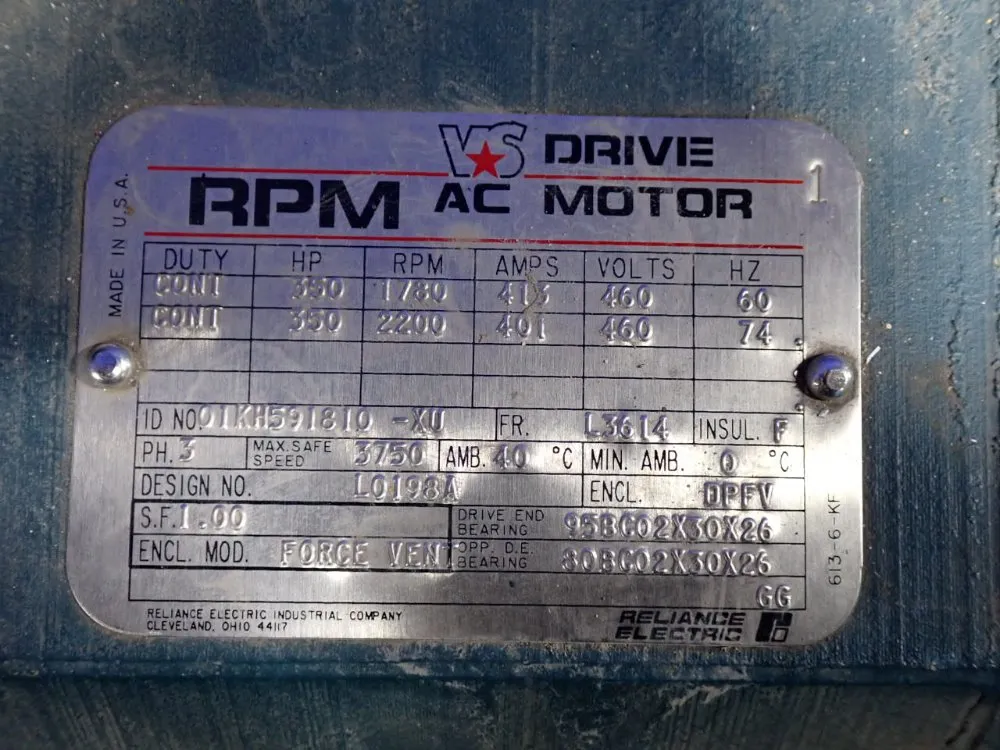 VS DRIVE
RPM AC MOTOR
1
MADE IN U.S.A.
DUTY HP RPM AMPS VOLTS HZ
CONT 350 1780 413 460 60
CONT 350 2200 401 460 74.
ID NO. 01KH591810 -XU FR. L3614 INSUL. F
PH. 3 MAX. SAFE SPEED 3750 AMB. 40 °C MIN. AMB. 0 °C
DESIGN NO. L0198A ENCL. DPFV
S.F. 1.00 DRIVE END BEARING 95BC02X30X26
ENCL. MOD. FORCE VENT OPP. D.E. BEARING 80BC02X30X26
GG
613-6-KF
RELIANCE ELECTRIC INDUSTRIAL COMPANY
CLEVELAND, OHIO 44117
RELIANCE
ELECTRIC